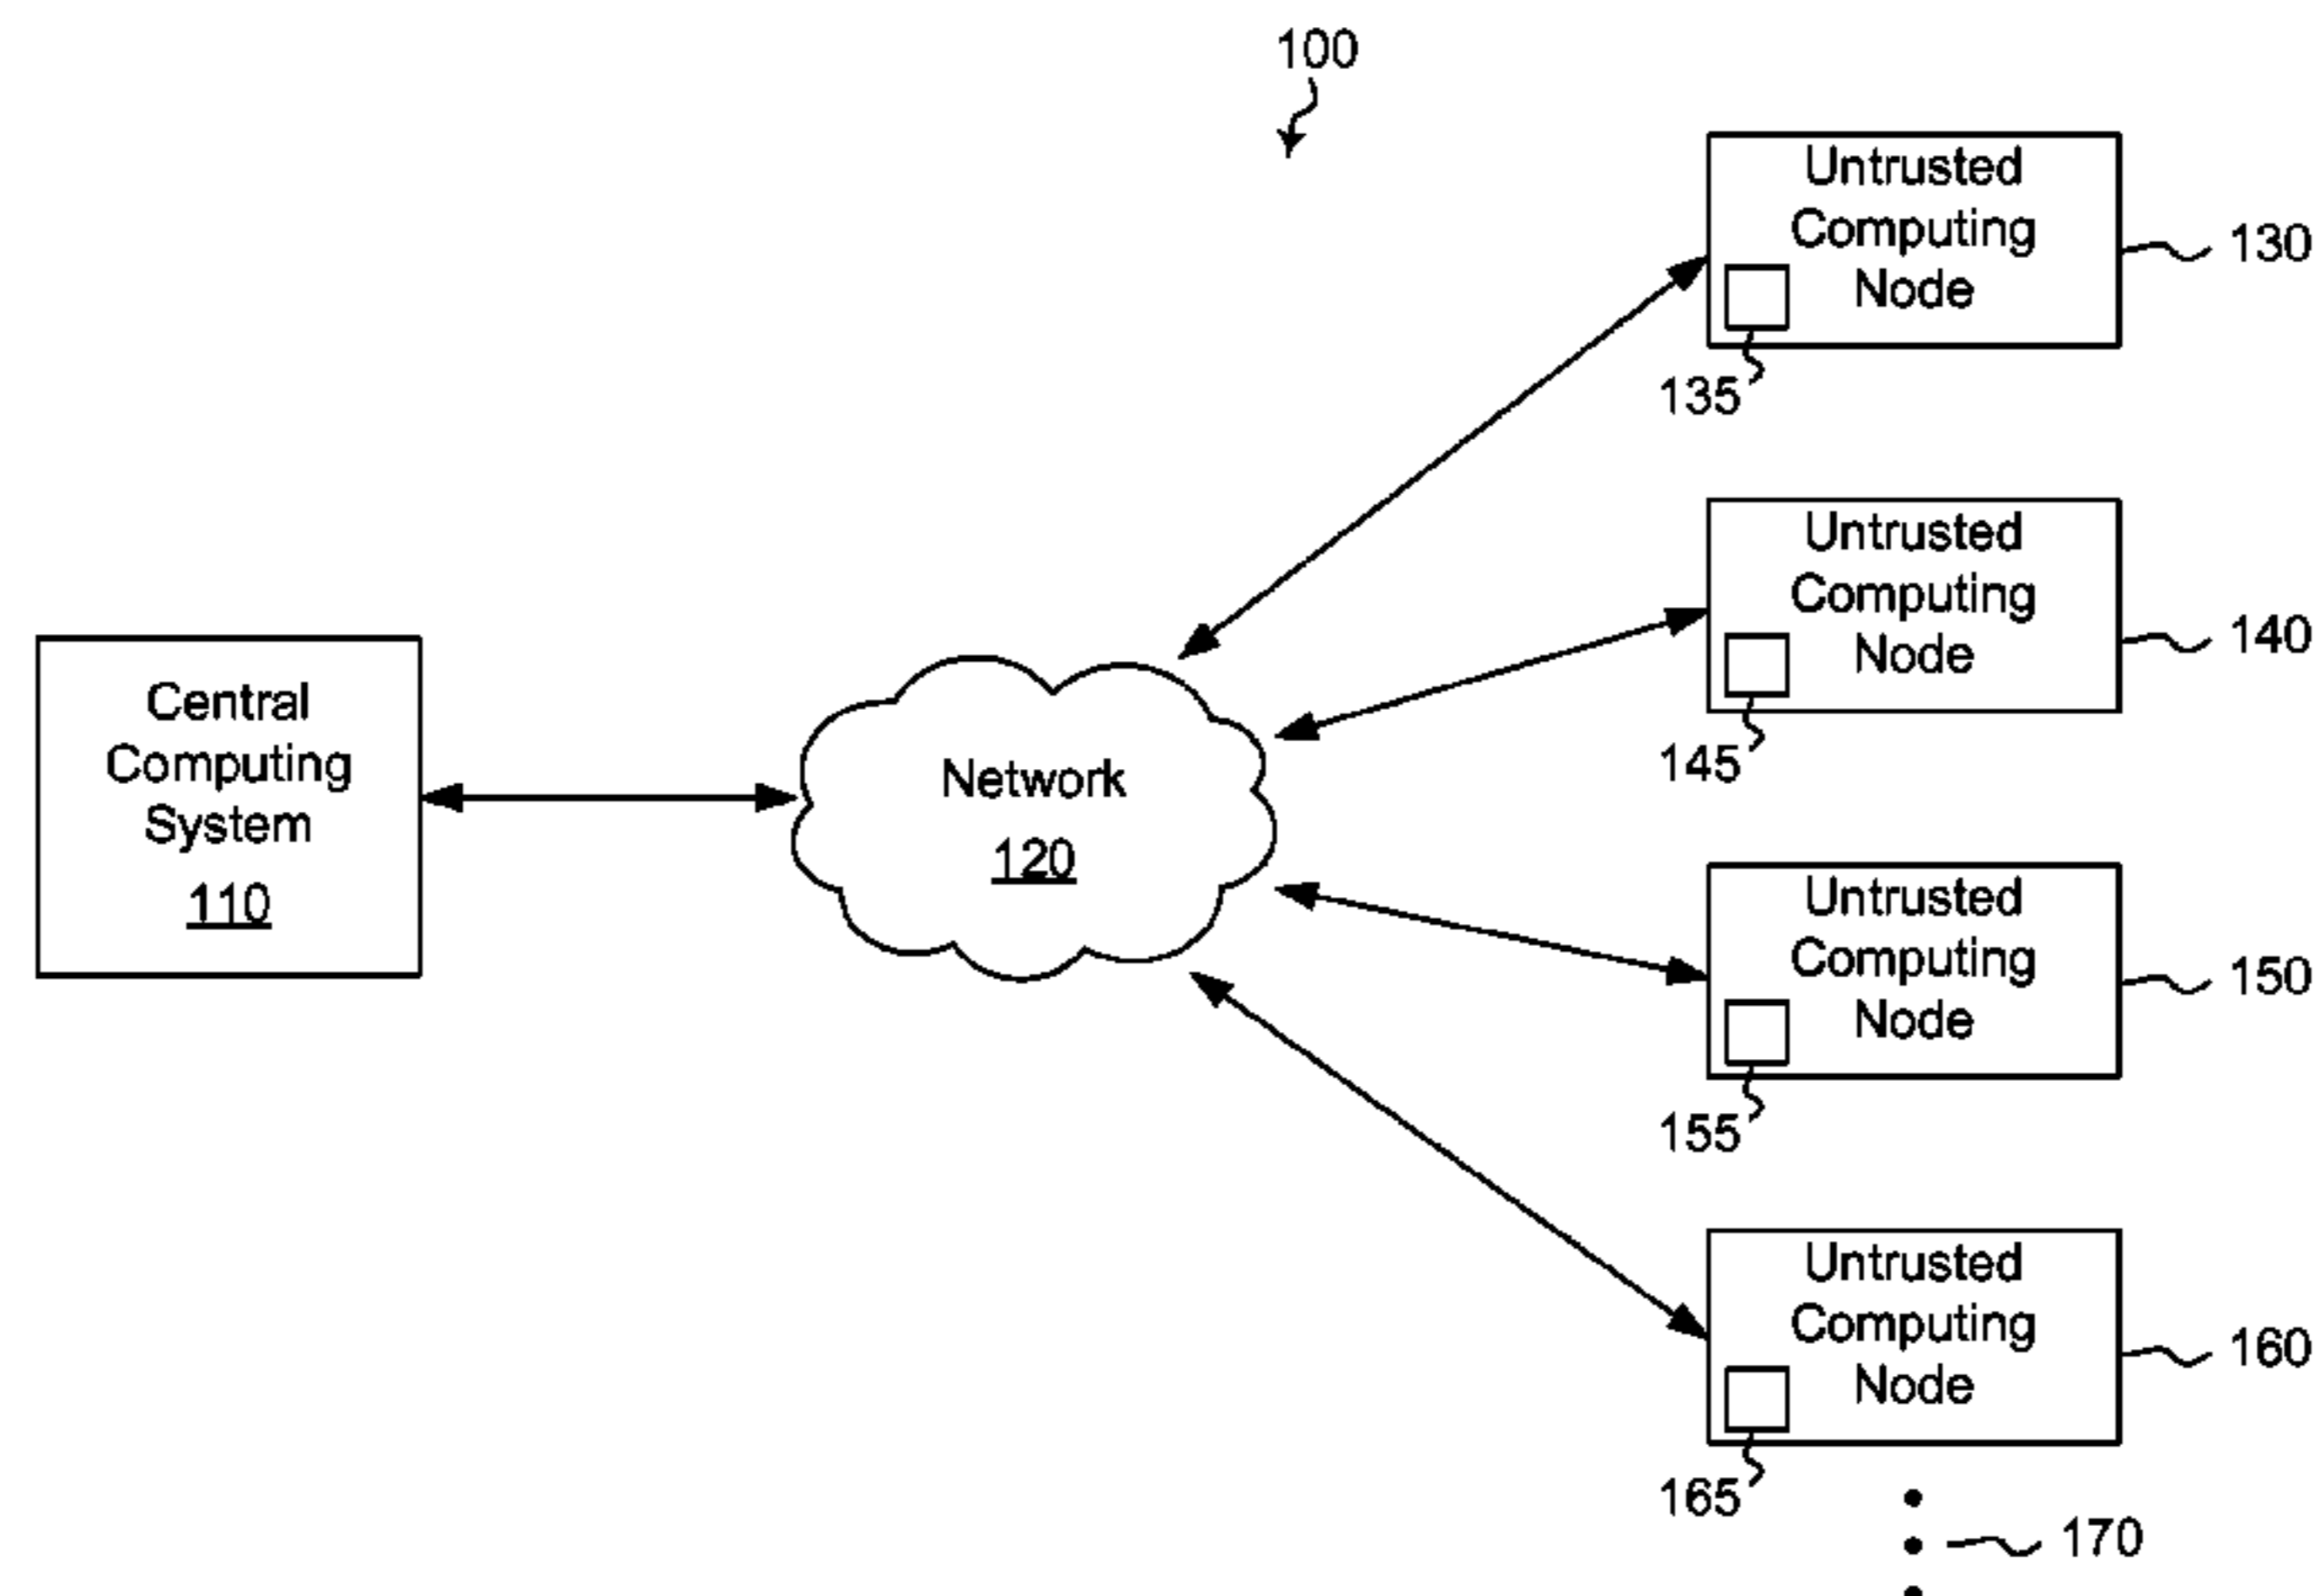 100
Untrusted
Computing
Node
130
135
Untrusted
Computing
Node
140
145
Central
Computing
System
110
Network
120
Untrusted
Computing
Node
150
155
Untrusted
Computing
Node
160
165
170